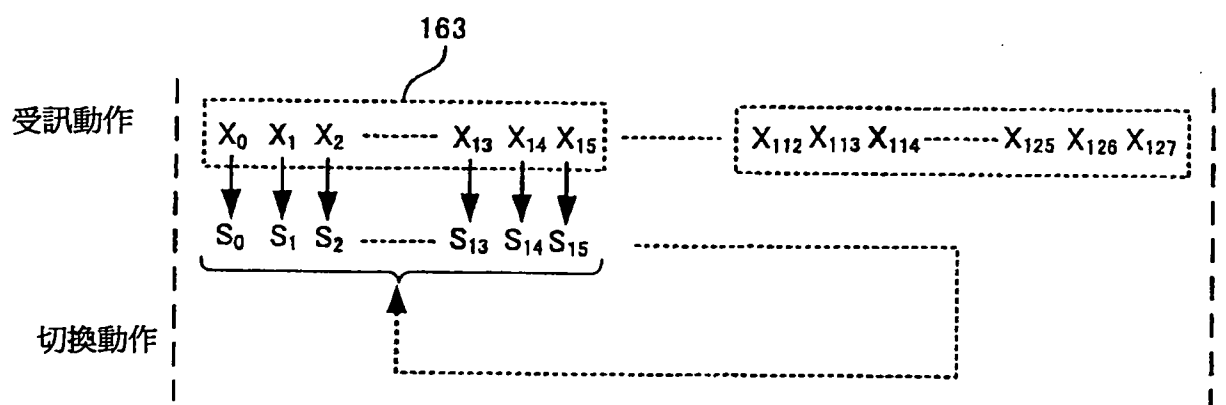 163
受訊動作
X₀ X₁ X₂ -------- X₁₃ X₁₄ X₁₅ -------- X₁₁₂ X₁₁₃ X₁₁₄ -------- X₁₂₅ X₁₂₆ X₁₂₇
S₀ S₁ S₂ -------- S₁₃ S₁₄ S₁₅
切換動作